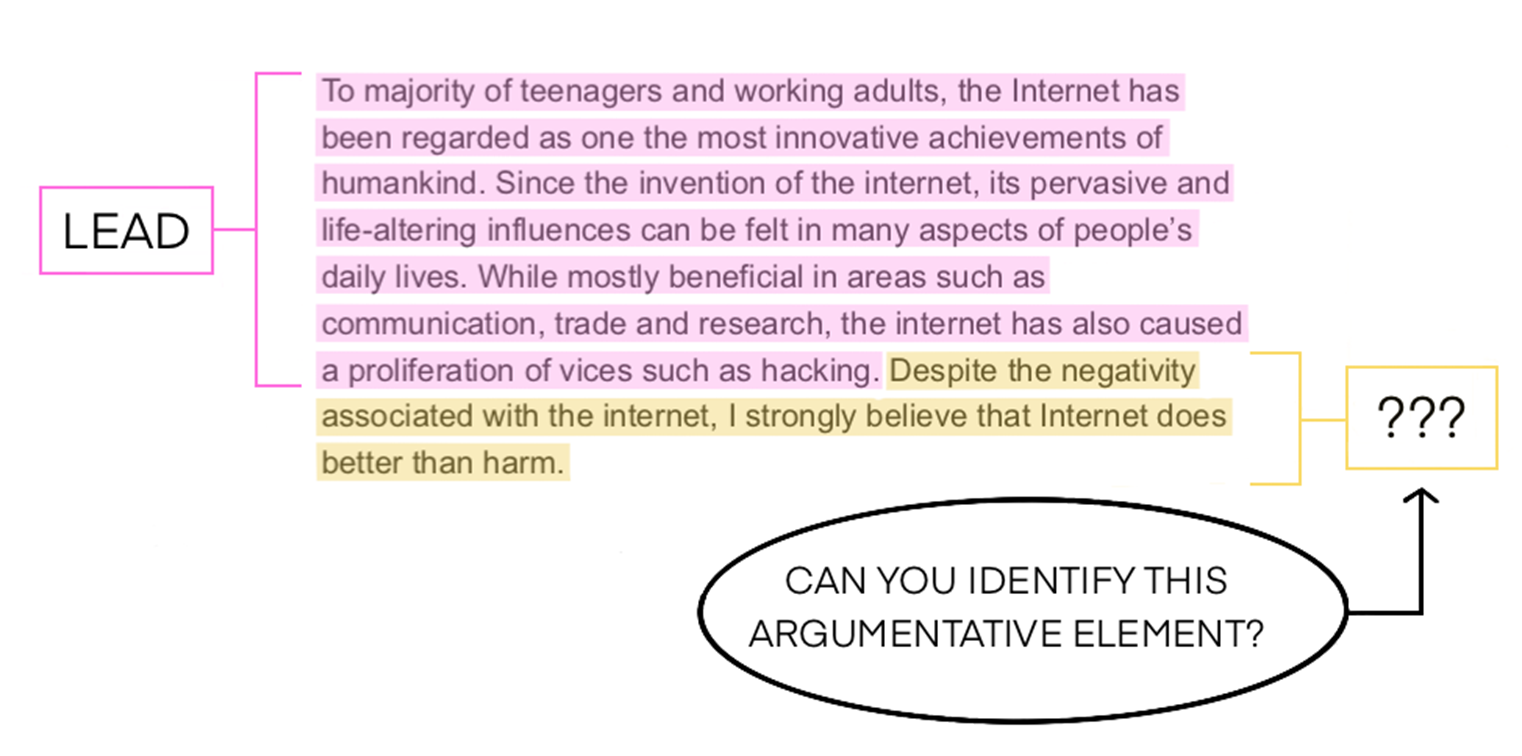 To majority of teenagers and working adults, the Internet has
been regarded as one the most innovative achievements of
humankind. Since the invention of the internet, its pervasive and
LEAD
life-altering influences can be felt in many aspects of people’s
daily lives. While mostly beneficial in areas such as
communication, trade and research, the internet has also caused
a proliferation of vices such as hacking. Despite the negativity
associated with the internet, I strongly believe that Internet does
???
better than harm.
CAN YOU IDENTIFY THIS
ARGUMENTATIVE ELEMENT?